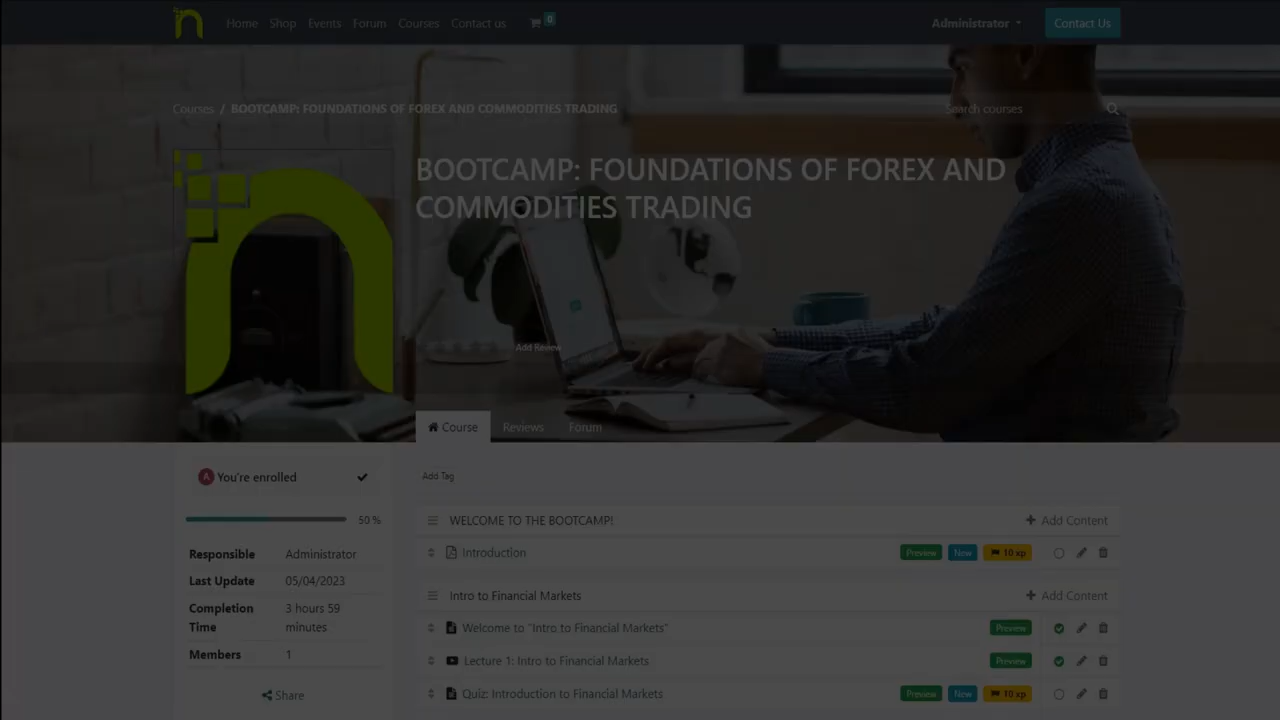 Home Shop Events Forum Courses Contact us 0 Administrator Contact Us
Courses / BOOTCAMP: FOUNDATIONS OF FOREX AND COMMODITIES TRADING Search courses
BOOTCAMP: FOUNDATIONS OF FOREX AND
COMMODITIES TRADING
Add Review
Course Reviews Forum
A You're enrolled
50 %
Responsible Administrator
Last Update 05/04/2023
Completion Time 3 hours 59 minutes
Members 1
Share
Add Tag
WELCOME TO THE BOOTCAMP! Add Content
Introduction Preview New 10 xp
Intro to Financial Markets Add Content
Welcome to "Intro to Financial Markets" Preview
Lecture 1: Intro to Financial Markets Preview
Quiz: Introduction to Financial Markets Preview New 10 xp